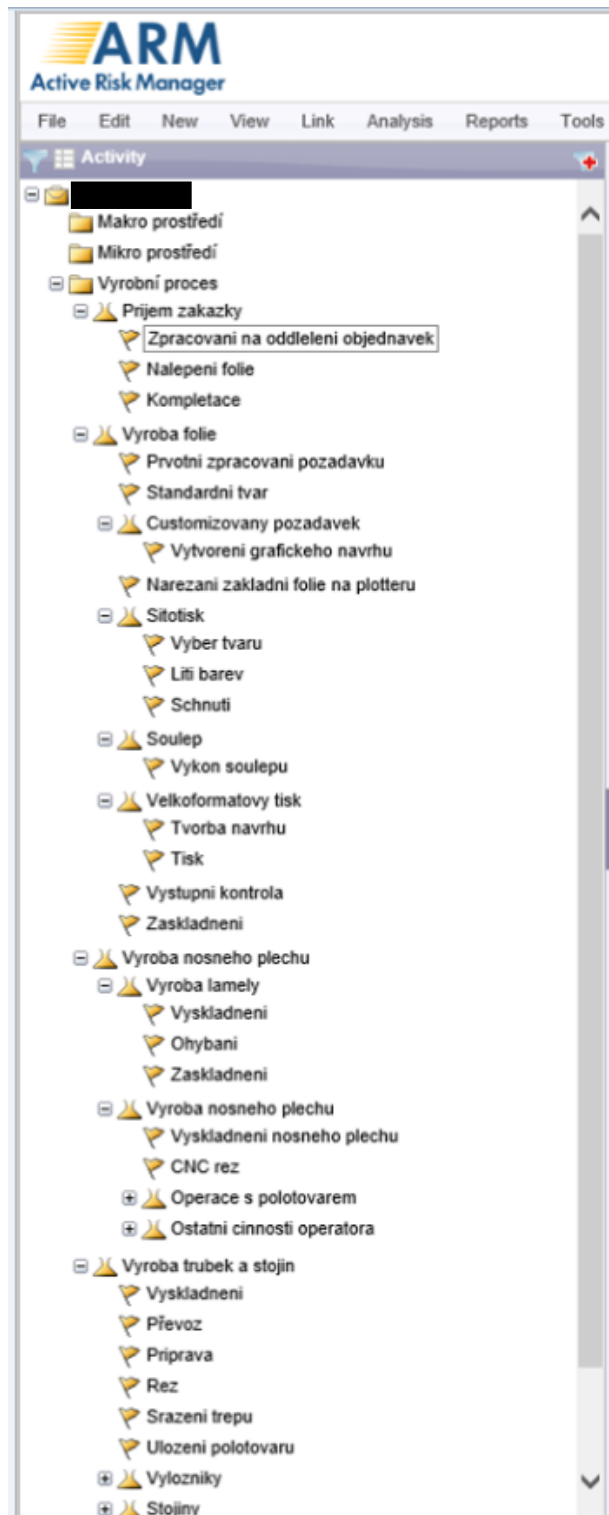 ARM
Active Risk Manager
File Edit New View Link Analysis Reports Tools
Activity
Makro prostředí
Mikro prostředí
Vyrobní proces
Prijem zakazky
Zpracovani na oddleleni objednavek
Nalepeni folie
Kompletace
Vyroba folie
Prvotni zpracovani pozadavku
Standardni tvar
Customizovany pozadavek
Vytvoreni grafickeho navrhu
Narezani zakladni folie na plotteru
Sitotisk
Vyber tvaru
Liti barev
Schnuti
Soulep
Vykon soulepu
Velkoformatovy tisk
Tvorba navrhu
Tisk
Vystupni kontrola
Zaskladneni
Vyroba nosneho plechu
Vyroba lamely
Vyskladneni
Ohybani
Zaskladneni
Vyroba nosneho plechu
Vyskladneni nosneho plechu
CNC rez
Operace s polotovarem
Ostatni cinnosti operatora
Vyroba trubek a stojin
Vyskladneni
Převoz
Priprava
Rez
Srazeni trepu
Ulozeni polotovaru
Vylozniky
Stojiny